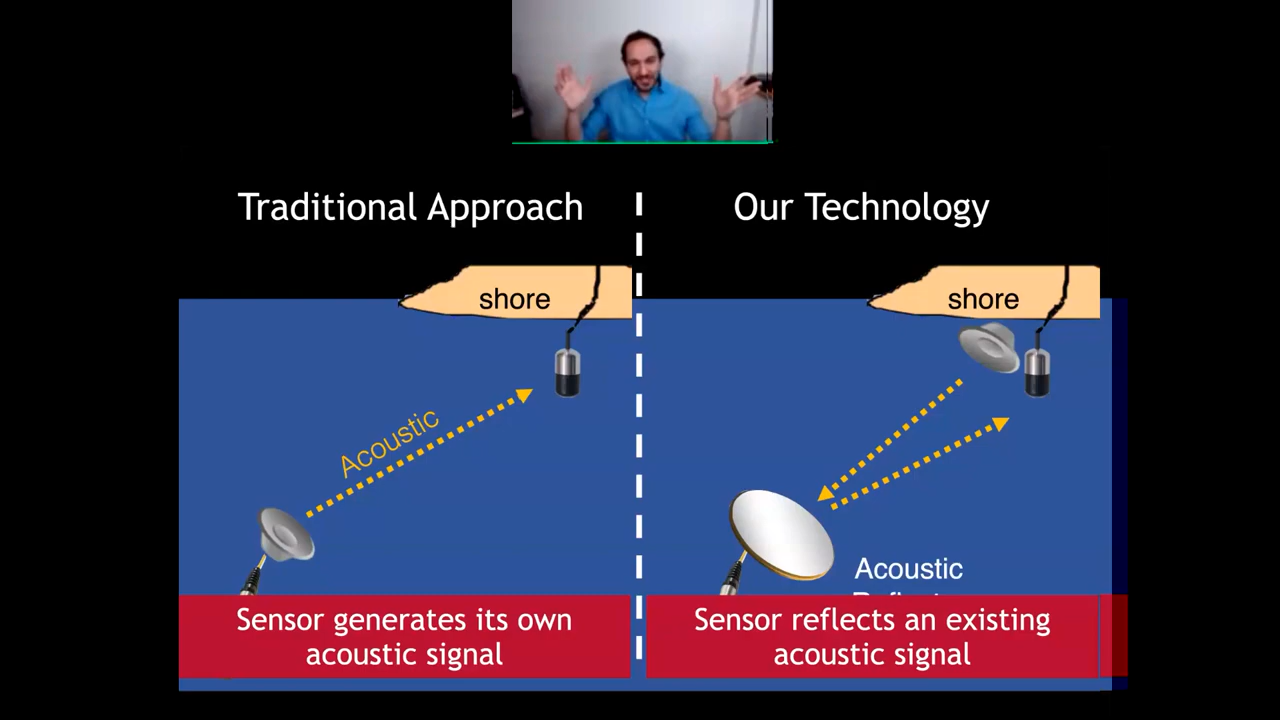 Traditional Approach
Our Technology
shore
shore
Acoustic
Acoustic
Sensor generates its own
acoustic signal
Sensor reflects an existing
acoustic signal